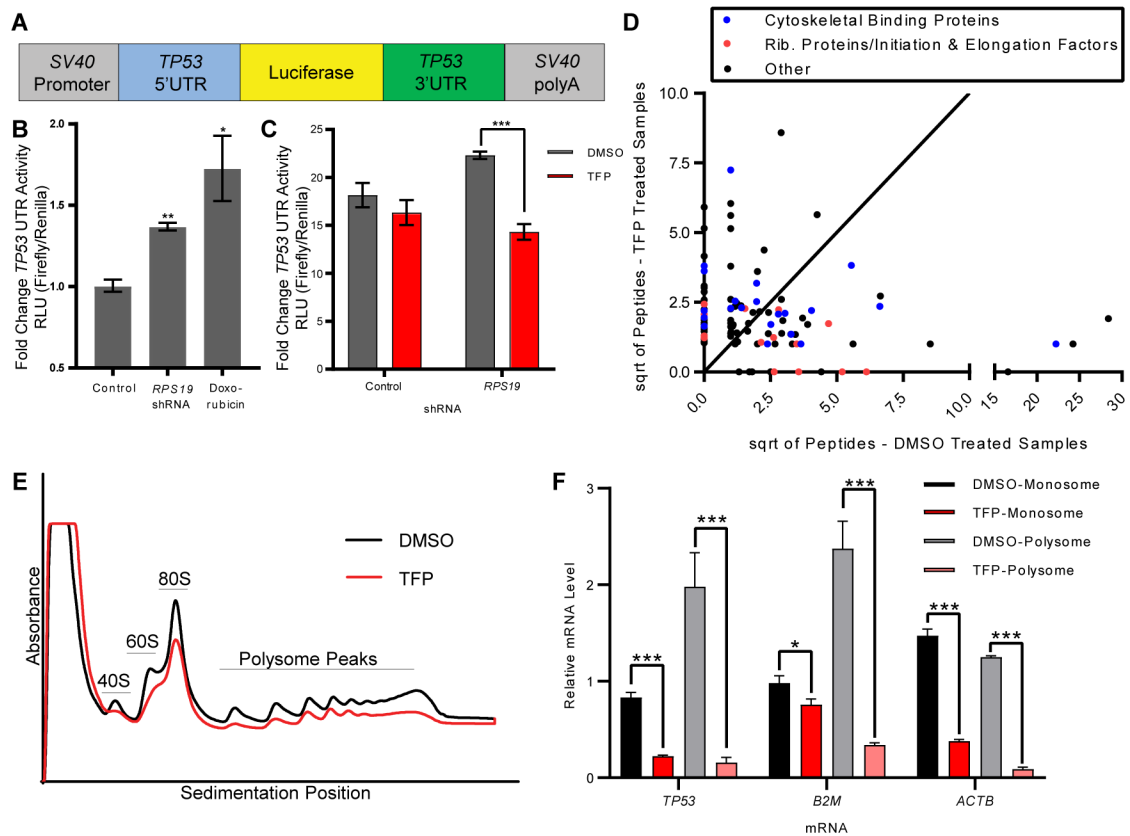 A
SV40
Promoter
TP53
5'UTR
Luciferase
TP53
3'UTR
SV40
polyA
B
Fold Change TP53 UTR Activity
RLU (Firefly/Renilla)
2.0
1.5
1.0
0.5
**
*
Control
RPS19
shRNA
Doxo-
rubicin
C
Fold Change TP53 UTR Activity
RLU (Firefly/Renilla)
25
20
15
10
5
0
***
DMSO
TFP
Control
RPS19
shRNA
D
Cytoskeletal Binding Proteins
Rib. Proteins/Initiation & Elongation Factors
Other
sqrt of Peptides - TFP Treated Samples
10.0
7.5
5.0
2.5
0.0
0.0
2.5
5.0
7.5
10.0
15
20
25
30
sqrt of Peptides - DMSO Treated Samples
E
Absorbance
40S
60S
80S
Polysome Peaks
DMSO
TFP
Sedimentation Position
F
Relative mRNA Level
3
2
1
0
***
***
*
***
***
***
DMSO-Monosome
TFP-Monosome
DMSO-Polysome
TFP-Polysome
TP53
B2M
ACTB
mRNA